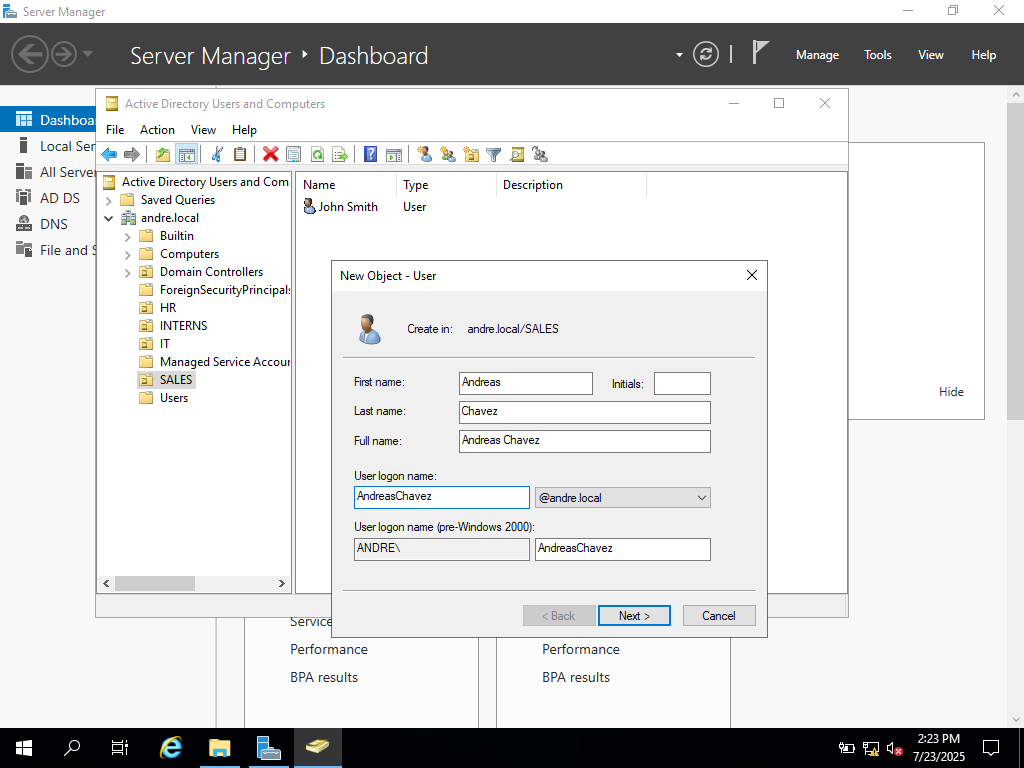 Server Manager
Server Manager
Dashboard
Manage
Tools
View
Help
Dashboa
Local Ser
All Server
AD DS
DNS
File and S
Active Directory Users and Computers
File
Action
View
Help
Active Directory Users and Com
Saved Queries
andre.local
Builtin
Computers
Domain Controllers
ForeignSecurityPrincipals
HR
INTERNS
IT
Managed Service Accoun
SALES
Users
Name
Type
Description
John Smith
User
Hide
New Object - User
Create in:
andre.local/SALES
First name:
Andreas
Initials:
Last name:
Chavez
Full name:
Andreas Chavez
User logon name:
AndreasChavez
@andre.local
User logon name (pre-Windows 2000):
ANDRE\
AndreasChavez
< Back
Next >
Cancel
Service
Performance
BPA results
Performance
BPA results
2:23 PM
7/23/2025